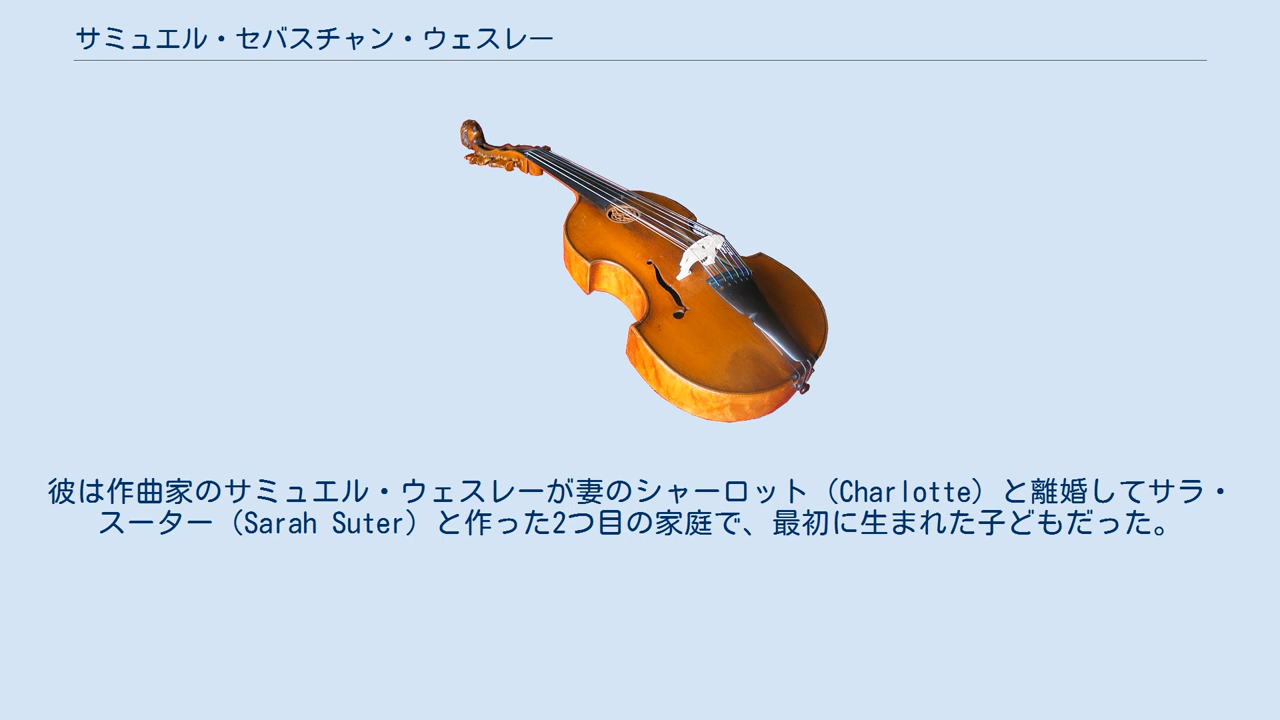 サミュエル・セバスチャン・ウェスレー
彼は作曲家のサミュエル・ウェスレーが妻のシャーロット（Charlotte）と離婚してサラ・
スーター（Sarah Suter）と作った2つ目の家庭で、最初に生まれた子どもだった。